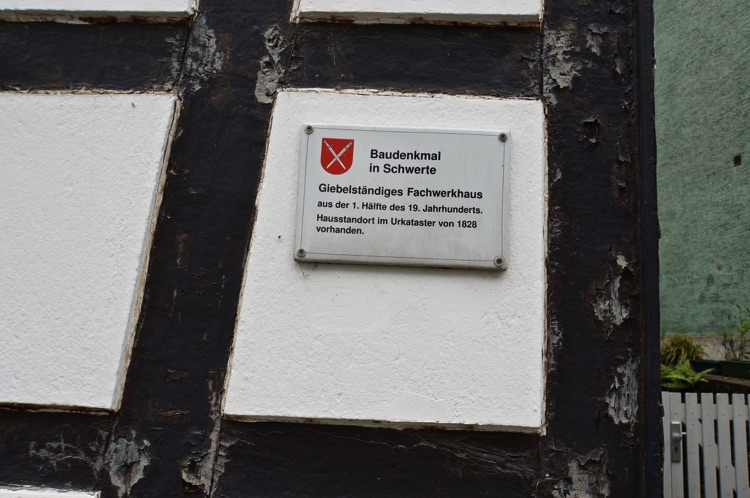 Baudenkmal
in Schwerte
Giebelständiges Fachwerkhaus
aus der 1. Hälfte des 19. Jahrhunderts.
Hausstandort im Urkataster von 1828
vorhanden.